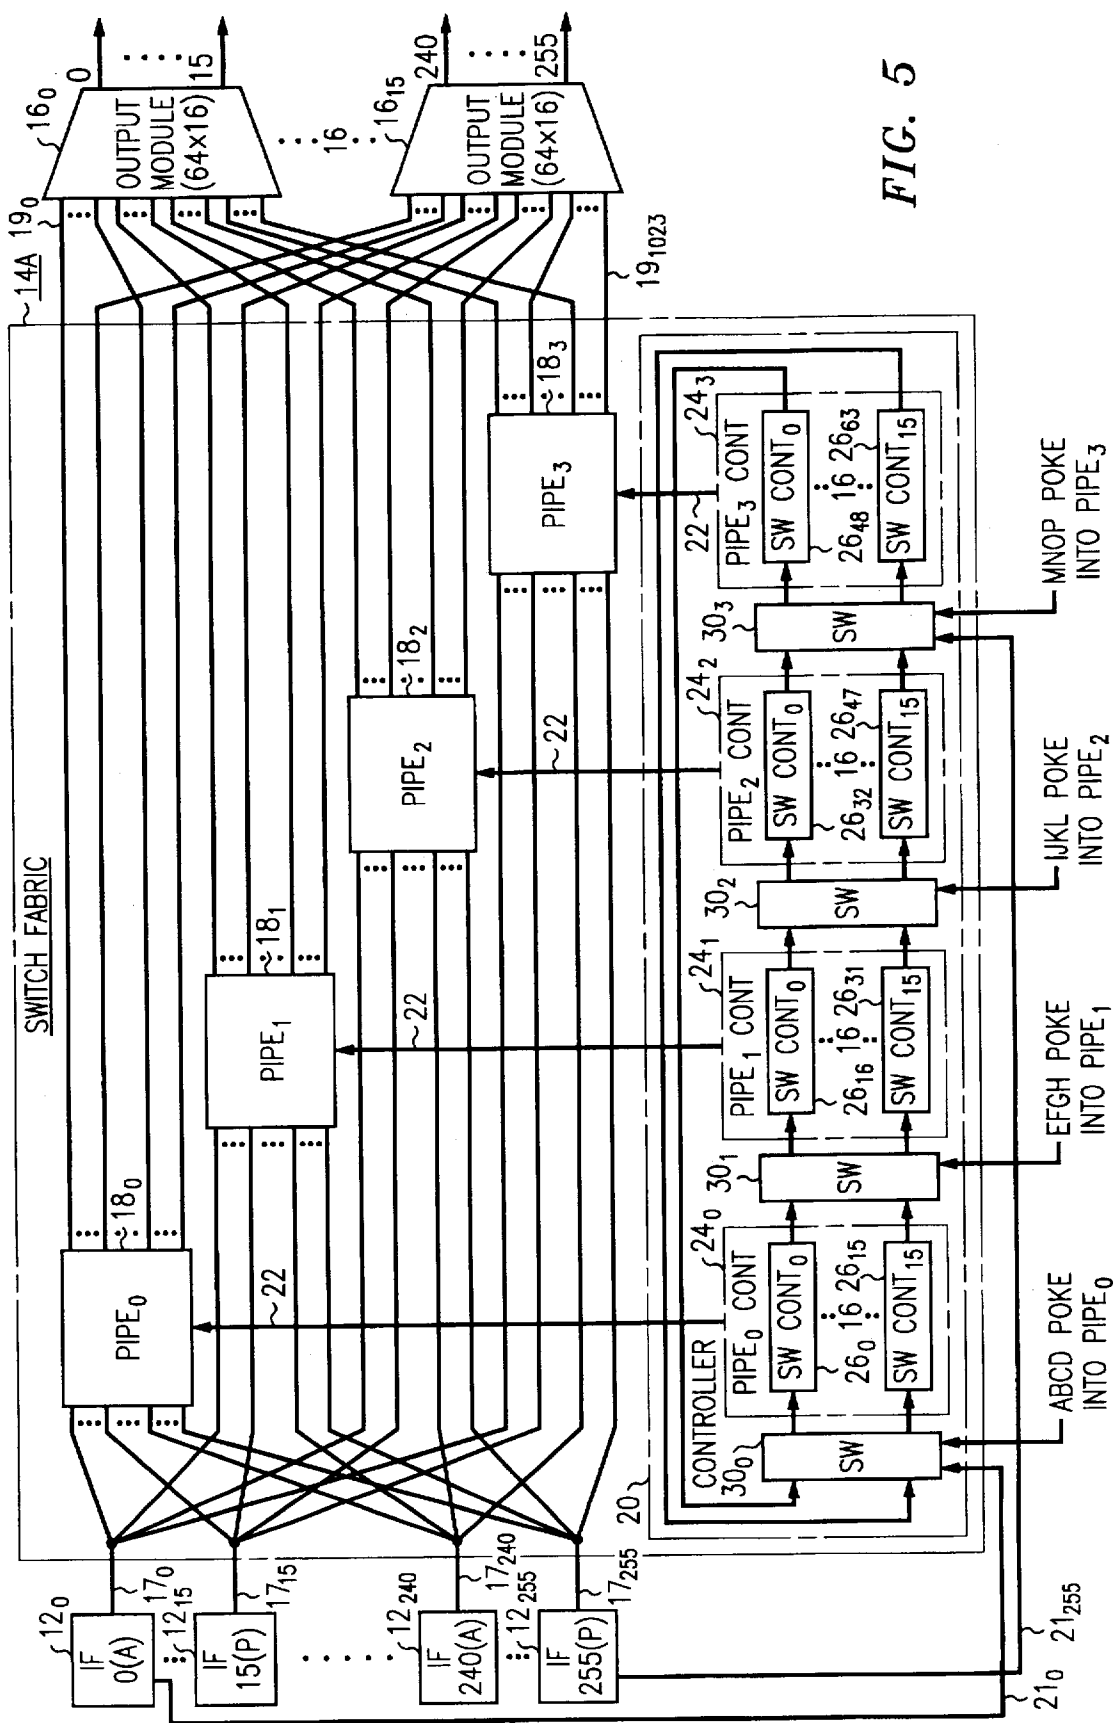 FIG. 5
SWITCH FABRIC
14A
12₀
IF
0(A)
17₀
12₁₅
IF
15(P)
17₁₅
12₂₄₀
IF
240(A)
17₂₄₀
12₂₅₅
IF
255(P)
17₂₅₅
21₀
21₂₅₅
PIPE₀
18₀
PIPE₁
18₁
PIPE₂
18₂
PIPE₃
18₃
22
22
22
22
19₀
19₁₀₂₃
16₀
OUTPUT
MODULE
(64x16)
0
15
16
16₁₅
OUTPUT
MODULE
(64x16)
240
255
20
CONTROLLER
30₀
SW
PIPE₀ CONT
24₀
SW CONT₀
26₀
16
26₁₅
SW CONT₁₅
30₁
SW
PIPE₁ CONT
24₁
SW CONT₀
26₁₆
16
26₃₁
SW CONT₁₅
30₂
SW
PIPE₂ CONT
24₂
SW CONT₀
26₃₂
16
26₄₇
SW CONT₁₅
30₃
SW
PIPE₃ CONT
24₃
SW CONT₀
26₄₈
16
26₆₃
SW CONT₁₅
ABCD POKE
INTO PIPE₀
EFGH POKE
INTO PIPE₁
IJKL POKE
INTO PIPE₂
MNOP POKE
INTO PIPE₃